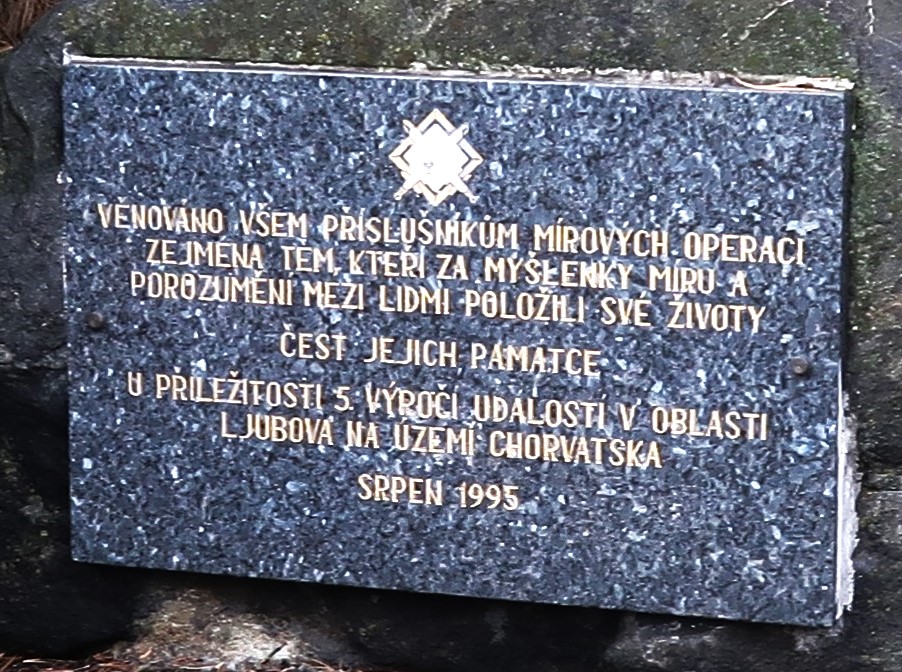 VĚNOVÁNO VŠEM PŘÍSLUŠNÍKŮM MÍROVÝCH OPERACÍ
ZEJMÉNA TĚM, KTEŘÍ ZA MYŠLENKY MÍRU A
POROZUMĚNÍ MEZI LIDMI POLOŽILI SVÉ ŽIVOTY
ČEST JEJICH PAMÁTCE
U PŘÍLEŽITOSTI 5. VÝROČÍ UDÁLOSTÍ V OBLASTI
LJUBOVA NA ÚZEMÍ CHORVATSKA
SRPEN 1995